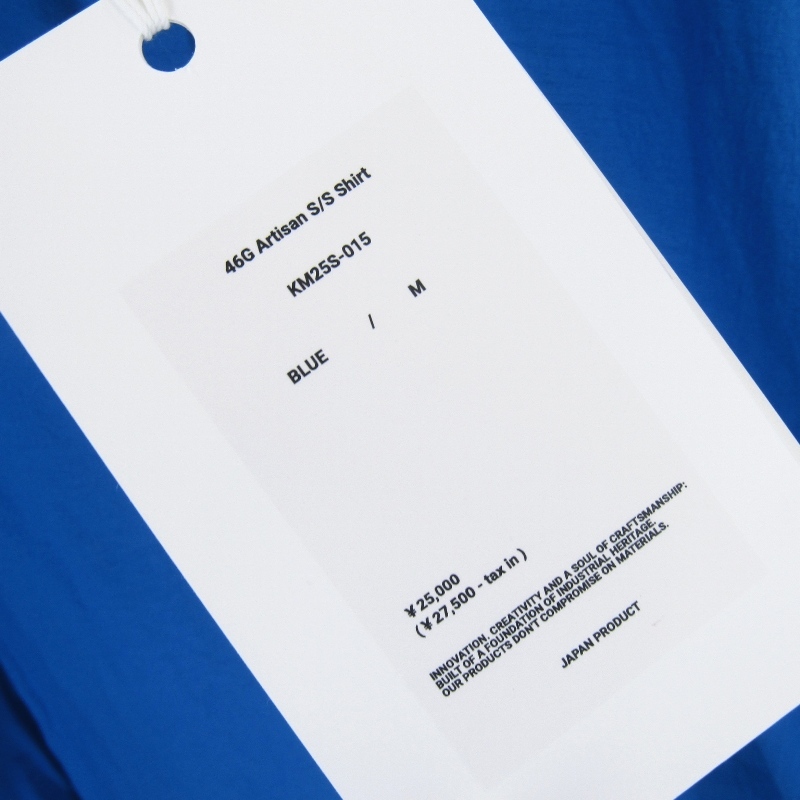 46G Artisan S/S Shirt
KM25S-015
BLUE / M
¥25,000
(¥27,500 - tax in )
INNOVATION, CREATIVITY AND A SOUL OF CRAFTSMANSHIP:
BUILT OF A FOUNDATION OF INDUSTRIAL HERITAGE,
OUR PRODUCTS DON'T COMPROMISE ON MATERIALS.
JAPAN PRODUCT